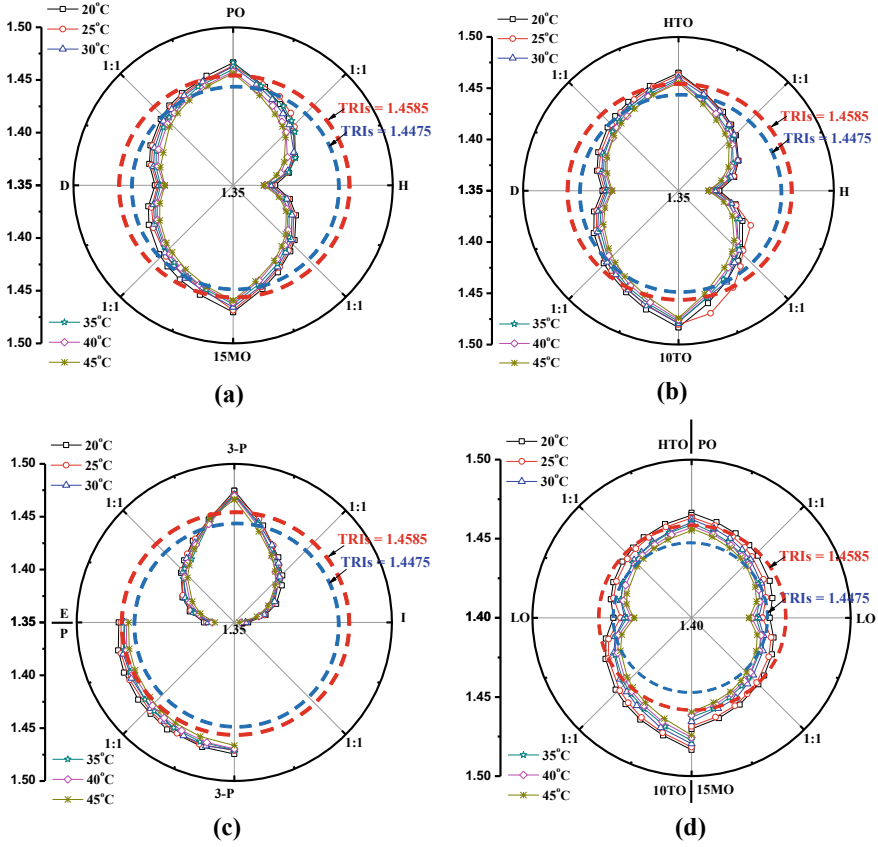 20°C
25°C
30°C
PO
1.50
1.45
1.40
1.35
1.40
1.45
1.50
1:1
1:1
TRIs = 1.4585
TRIs = 1.4475
D
1.35
H
1:1
1:1
35°C
40°C
45°C
15MO
(a)
20°C
25°C
30°C
HTO
1.50
1.45
1.40
1.35
1.40
1.45
1.50
1:1
1:1
TRIs = 1.4585
TRIs = 1.4475
D
1.35
H
1:1
1:1
35°C
40°C
45°C
10TO
(b)
20°C
25°C
30°C
3-P
1.50
1.45
1.40
1.35
1.40
1.45
1.50
1:1
1:1
TRIs = 1.4585
TRIs = 1.4475
E
P
1.35
I
1:1
1:1
35°C
40°C
45°C
3-P
(c)
20°C
25°C
30°C
HTO PO
1.50
1.45
1.40
1.45
1.50
1:1
1:1
TRIs = 1.4585
TRIs = 1.4475
LO
1.40
LO
1:1
1:1
35°C
40°C
45°C
10TO 15MO
(d)